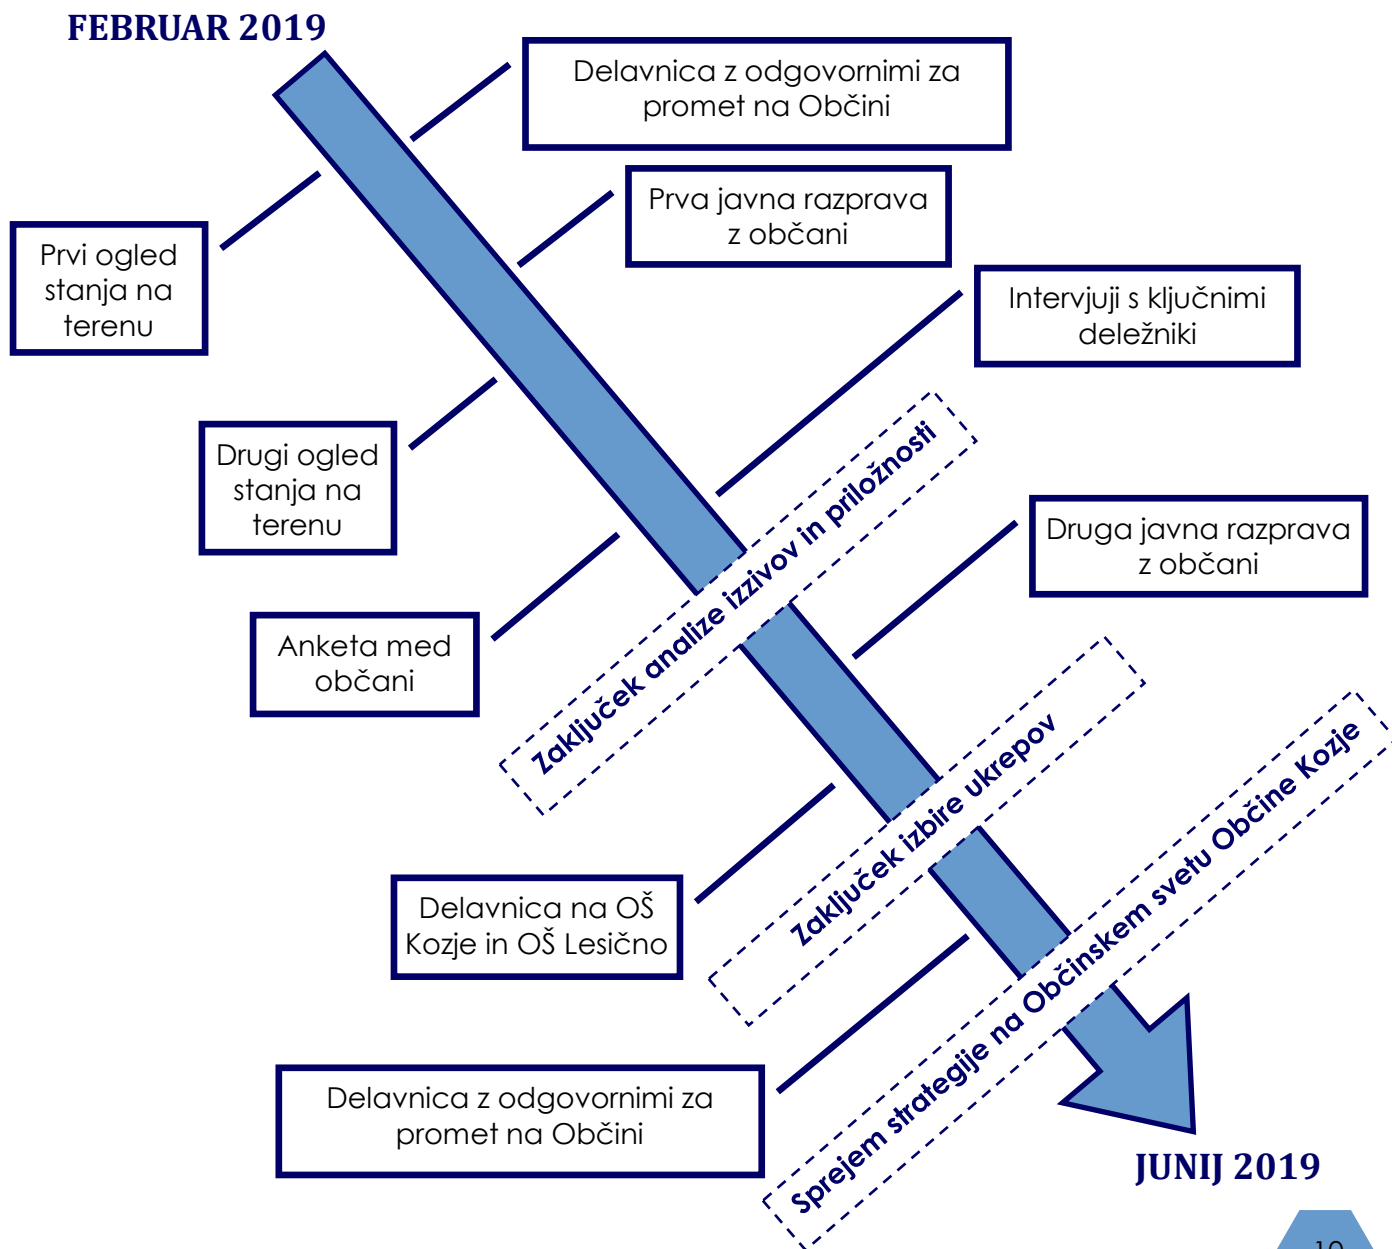 FEBRUAR 2019
Delavnica z odgovornimi za
promet na Občini
Prva javna razprava
z občani
Prvi ogled
stanja na
terenu
Intervjuji s ključnimi
deležniki
Drugi ogled
stanja na
terenu
Zaključek analize izzivov in priložnosti
Druga javna razprava
z občani
Anketa med
občani
Zaključek izbire ukrepov
Sprejem strategije na Občinskem svetu Občine Kozje
Delavnica na OŠ
Kozje in OŠ Lesično
Delavnica z odgovornimi za
promet na Občini
JUNIJ 2019
10